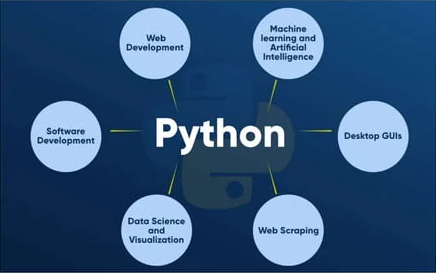 Web
Development
Machine
learning and
Artificial
Intelligence
Software
Development
Python
Desktop GUIs
Data Science
and
Visualization
Web Scraping